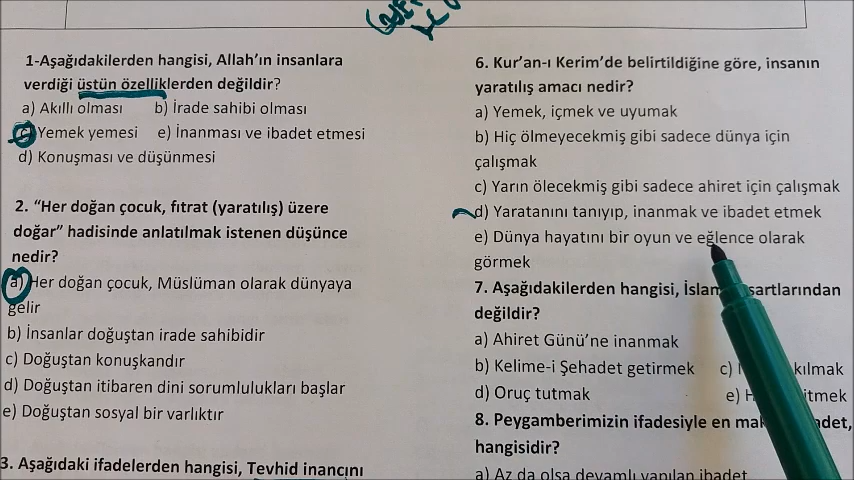 1-Aşağıdakilerden hangisi, Allah'ın insanlara
verdiği üstün özelliklerden değildir?
a) Akıllı olması b) İrade sahibi olması
c) Yemek yemesi e) İnanması ve ibadet etmesi
d) Konuşması ve düşünmesi
2. “Her doğan çocuk, fıtrat (yaratılış) üzere
doğar” hadisinde anlatılmak istenen düşünce
nedir?
a) Her doğan çocuk, Müslüman olarak dünyaya
gelir
b) İnsanlar doğuştan irade sahibidir
c) Doğuştan konuşkandır
d) Doğuştan itibaren dini sorumlulukları başlar
e) Doğuştan sosyal bir varlıktır
3. Aşağıdaki ifadelerden hangisi, Tevhid inancını
6. Kur'an-ı Kerim'de belirtildiğine göre, insanın
yaratılış amacı nedir?
a) Yemek, içmek ve uyumak
b) Hiç ölmeyecekmiş gibi sadece dünya için
çalışmak
c) Yarın ölecekmiş gibi sadece ahiret için çalışmak
d) Yaratanını tanıyıp, inanmak ve ibadet etmek
e) Dünya hayatını bir oyun ve eğlence olarak
görmek
7. Aşağıdakilerden hangisi, İslam şartlarından
değildir?
a) Ahiret Günü'ne inanmak
b) Kelime-i Şehadet getirmek c) kılmak
d) Oruç tutmak e)
8. Peygamberimizin ifadesiyle en
hangisidir?
a) Az da olsa devamlı yapılan ibadet